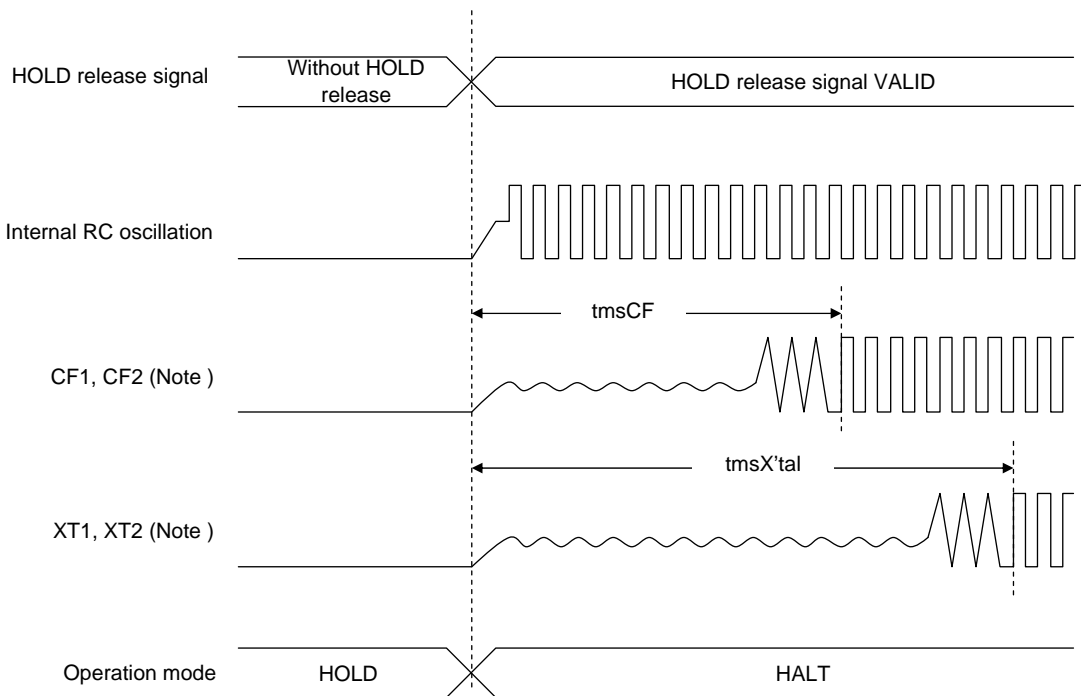 HOLD release signal
Without HOLD
release
HOLD release signal VALID
Internal RC oscillation
tmsCF
CF1, CF2 (Note )
tmsX'tal
XT1, XT2 (Note )
Operation mode
HOLD
HALT